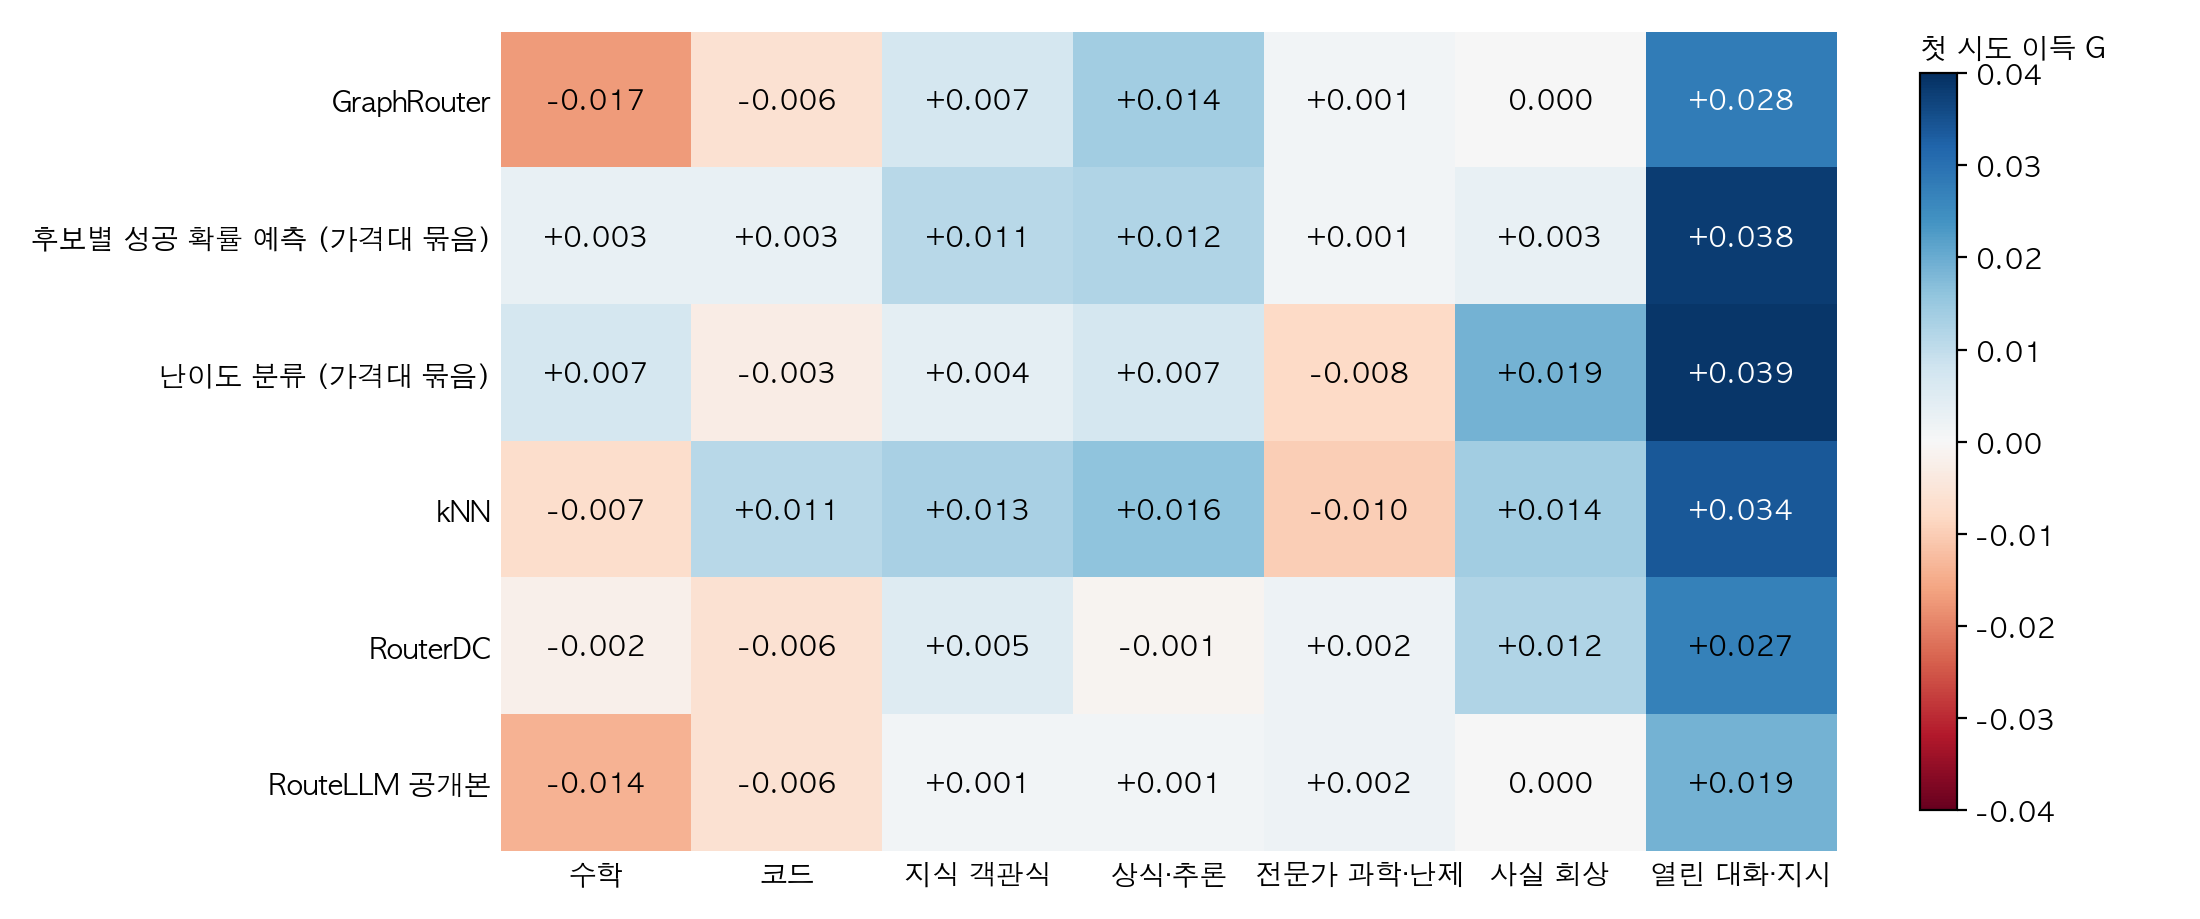 첫 시도 이득 G
GraphRouter -0.017 -0.006 +0.007 +0.014 +0.001 0.000 +0.028
후보별 성공 확률 예측 (가격대 묶음) +0.003 +0.003 +0.011 +0.012 +0.001 +0.003 +0.038
난이도 분류 (가격대 묶음) +0.007 -0.003 +0.004 +0.007 -0.008 +0.019 +0.039
kNN -0.007 +0.011 +0.013 +0.016 -0.010 +0.014 +0.034
RouterDC -0.002 -0.006 +0.005 -0.001 +0.002 +0.012 +0.027
RouteLLM 공개본 -0.014 -0.006 +0.001 +0.001 +0.002 0.000 +0.019
수학 코드 지식 객관식 상식·추론 전문가 과학·난제 사실 회상 열린 대화·지시
0.04
0.03
0.02
0.01
0.00
-0.01
-0.02
-0.03
-0.04